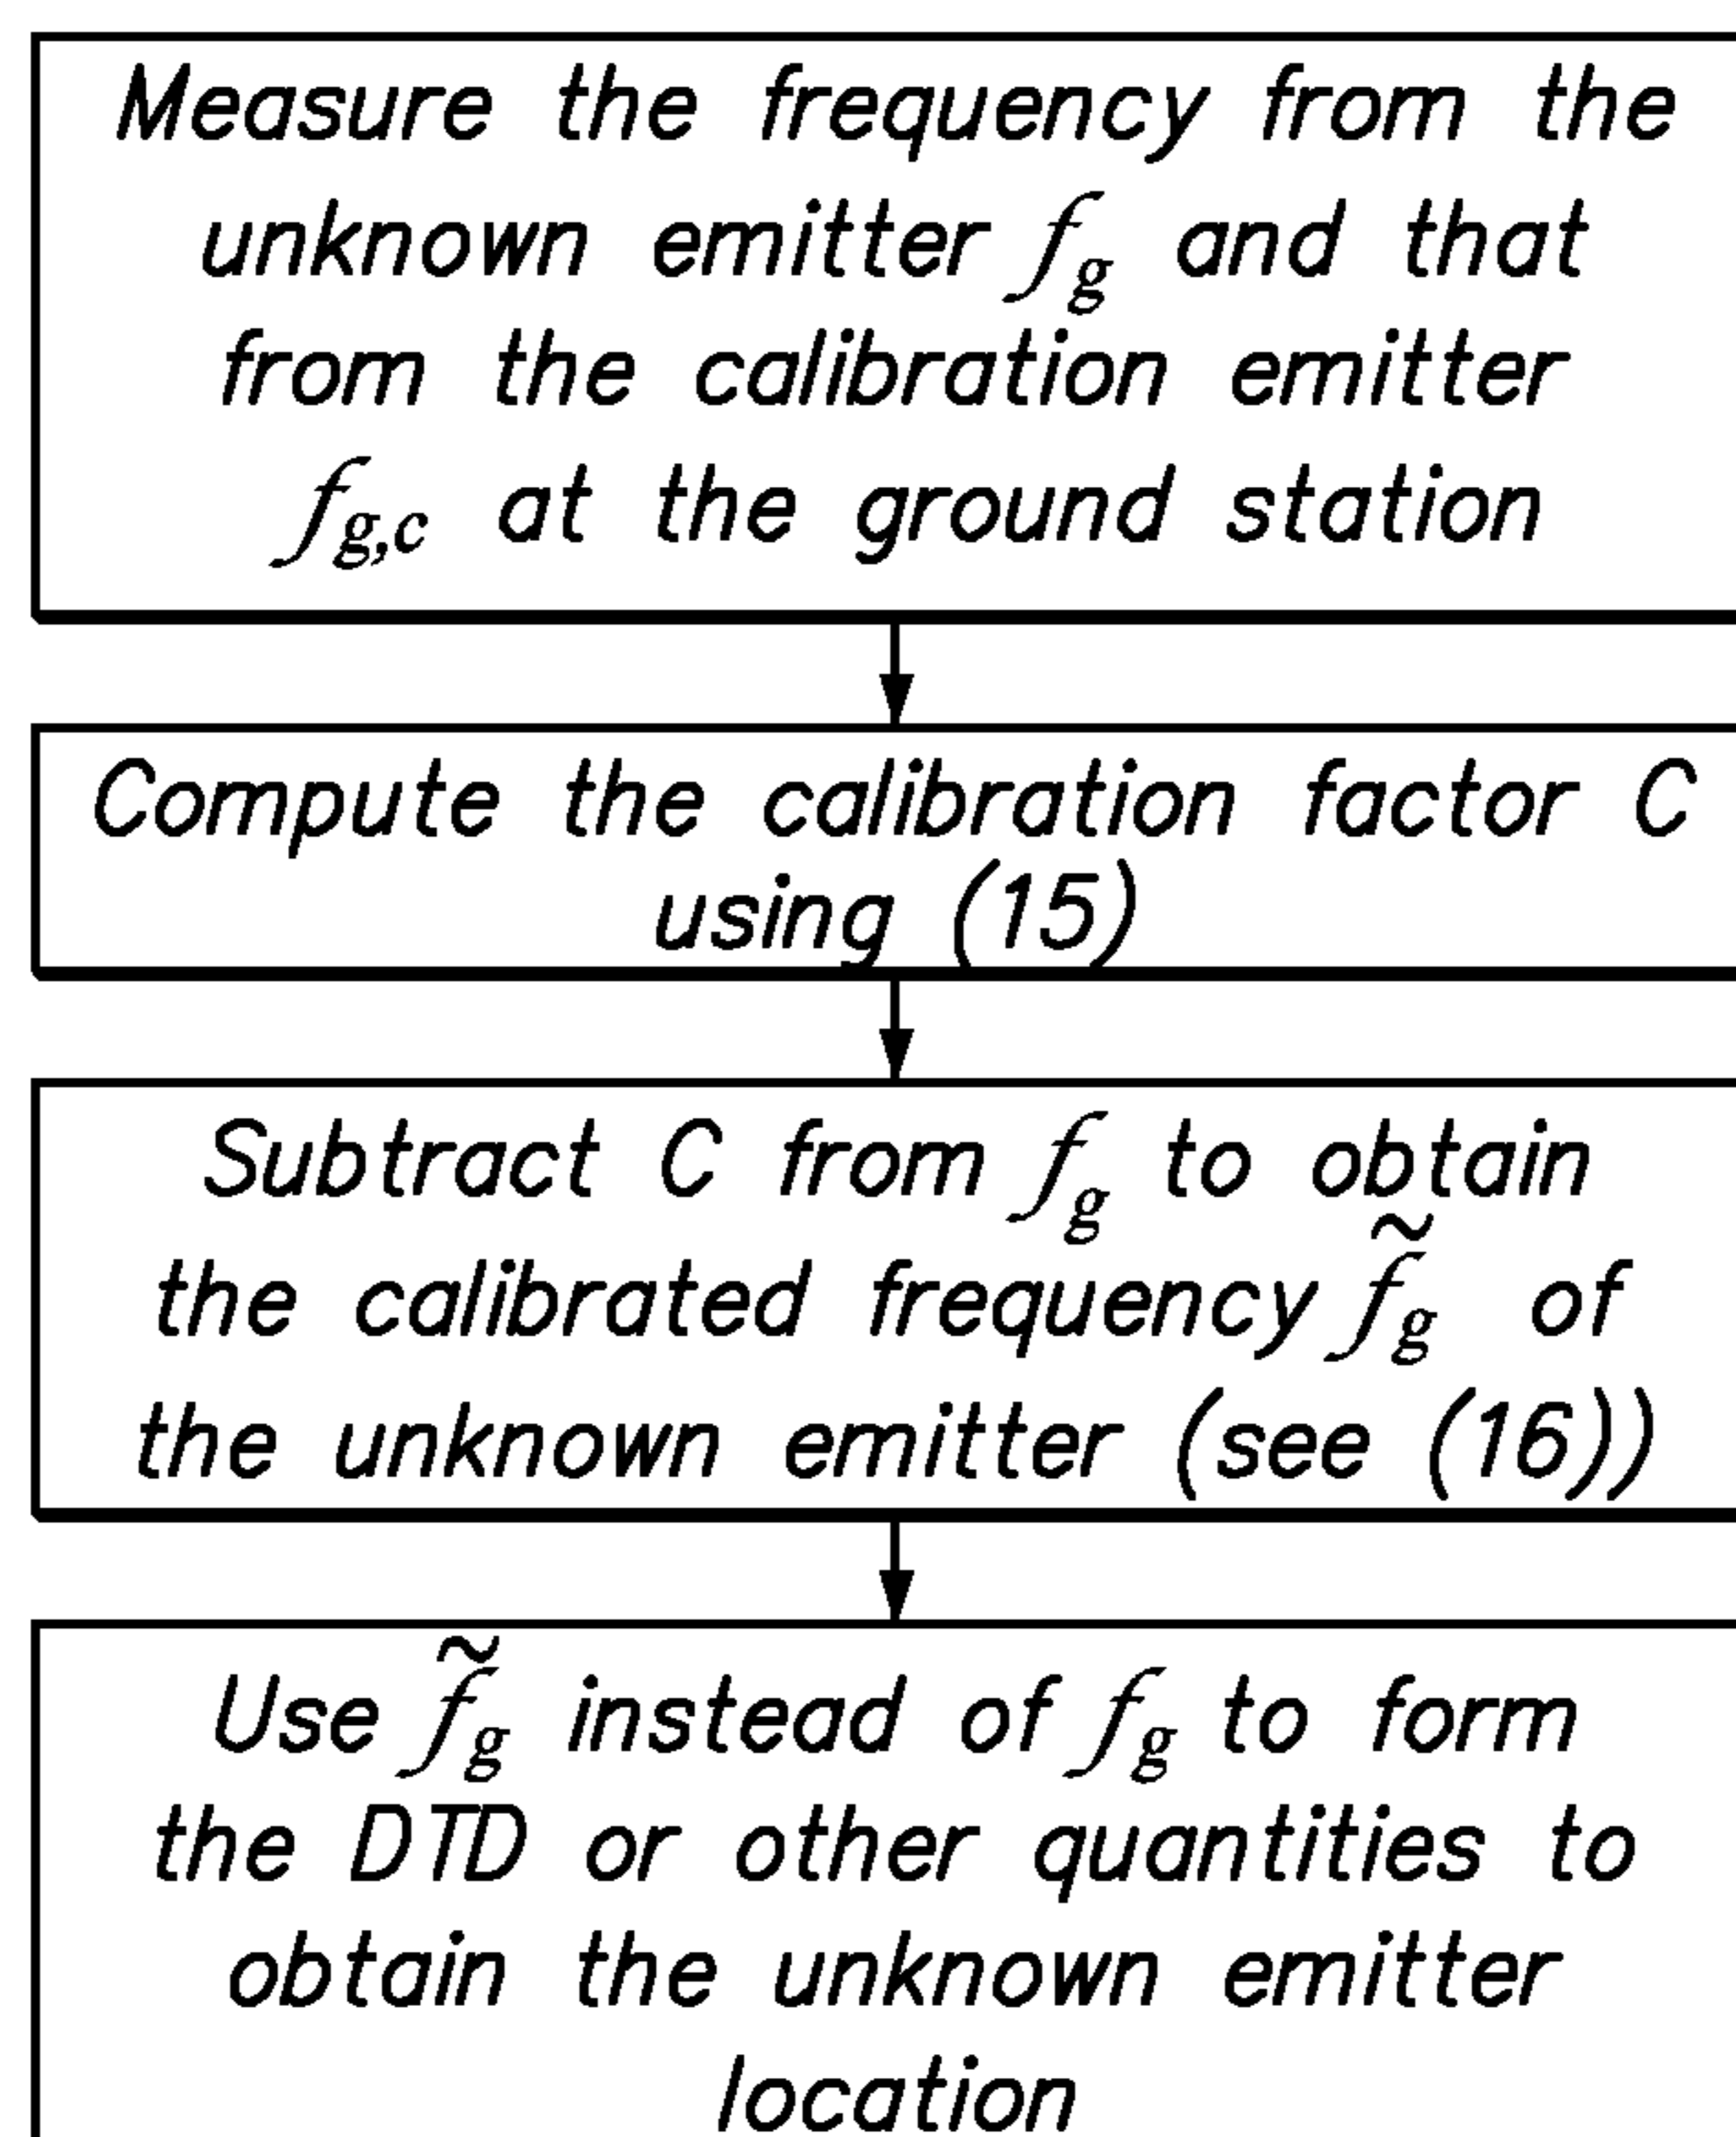 Measure the frequency from the
unknown emitter f_g and that
from the calibration emitter
f_{g,c} at the ground station
Compute the calibration factor C
using (15)
Subtract C from f_g to obtain
the calibrated frequency f̃_g of
the unknown emitter (see (16))
Use f̃_g instead of f_g to form
the DTD or other quantities to
obtain the unknown emitter
location